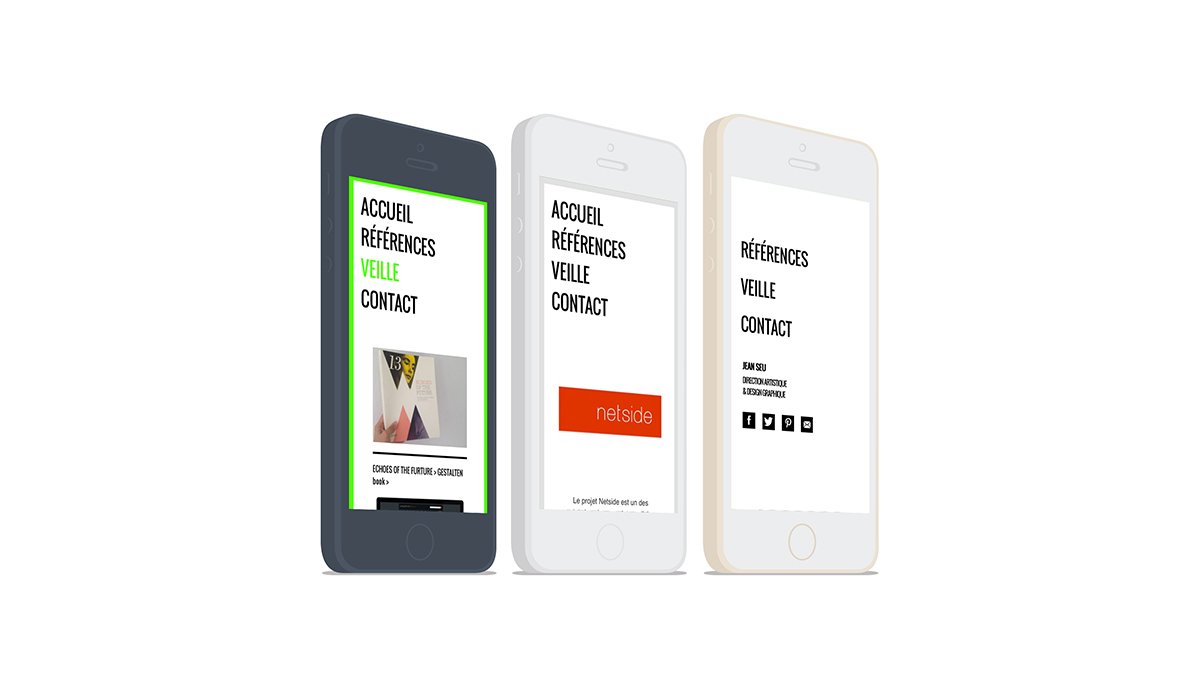 ACCUEIL
RÉFÉRENCES
VEILLE
CONTACT
13
ECHOES OF THE FURTURE > GESTALTEN
book >
ACCUEIL
RÉFÉRENCES
VEILLE
CONTACT
netside
Le projet Netside est un des
RÉFÉRENCES
VEILLE
CONTACT
JEAN SEU
DIRECTION ARTISTIQUE
& DESIGN GRAPHIQUE